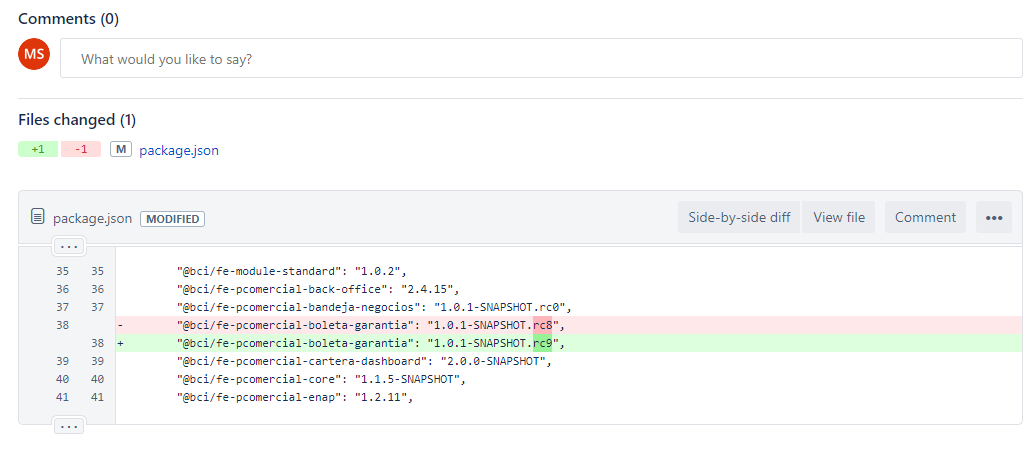 Comments (0)
MS What would you like to say?
Files changed (1)
+1 -1 M package.json
package.json MODIFIED Side-by-side diff View file Comment •••
...
35 35 "@bci/fe-module-standard": "1.0.2",
36 36 "@bci/fe-pcomercial-back-office": "2.4.15",
37 37 "@bci/fe-pcomercial-bandeja-negocios": "1.0.1-SNAPSHOT.rc0",
38 - "@bci/fe-pcomercial-boleta-garantia": "1.0.1-SNAPSHOT.rc8",
38 + "@bci/fe-pcomercial-boleta-garantia": "1.0.1-SNAPSHOT.rc9",
39 39 "@bci/fe-pcomercial-cartera-dashboard": "2.0.0-SNAPSHOT",
40 40 "@bci/fe-pcomercial-core": "1.1.5-SNAPSHOT",
41 41 "@bci/fe-pcomercial-enap": "1.2.11",
...